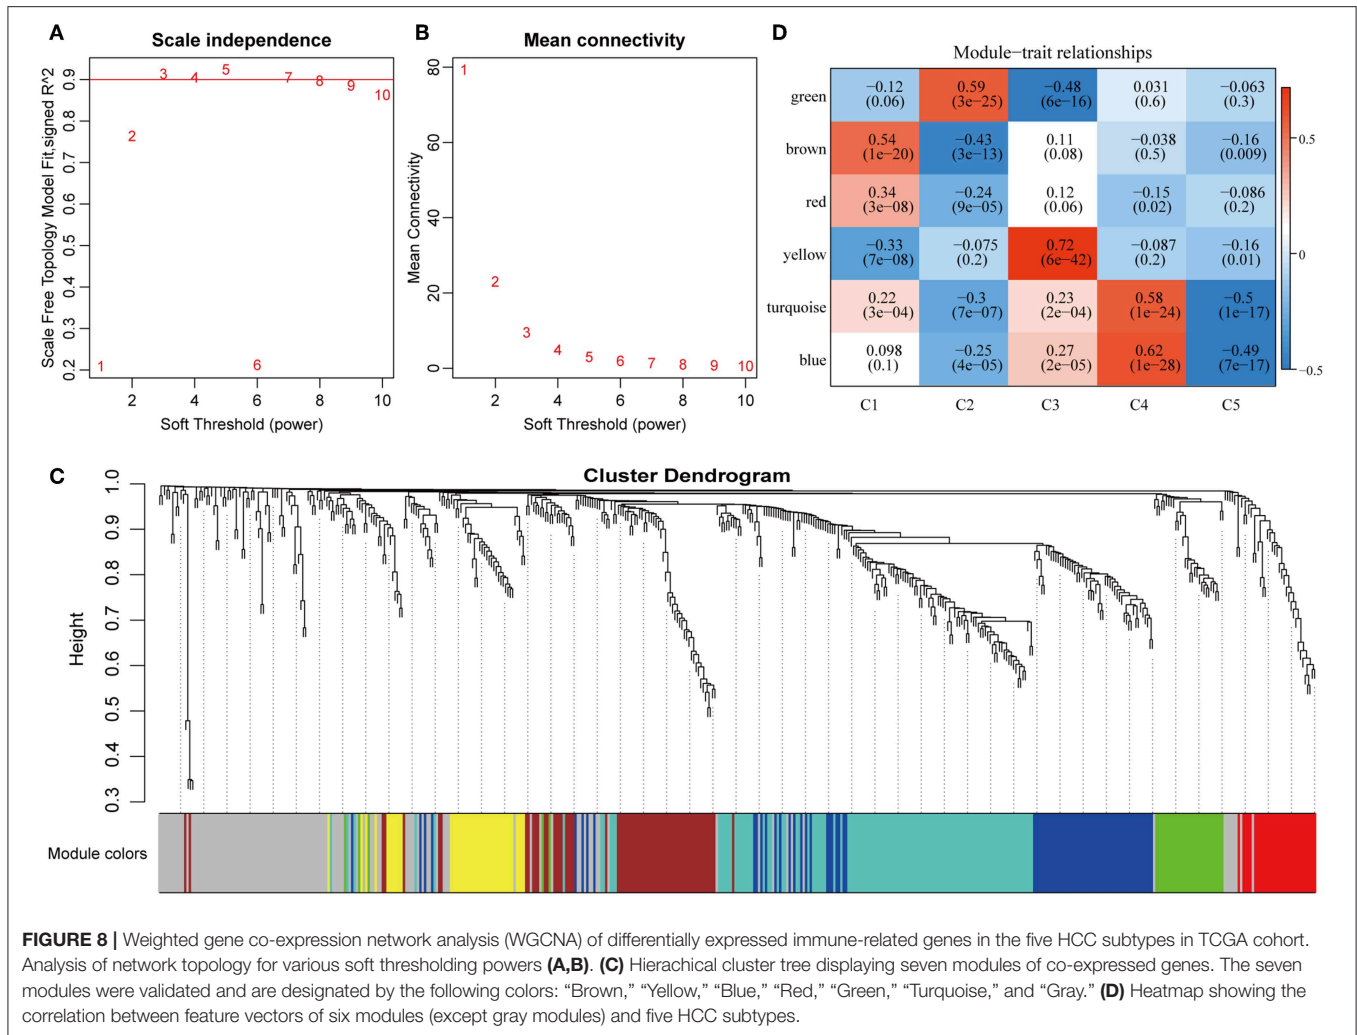 A
Scale independence
Scale Free Topology Model Fit,signed R^2
0.9
0.8
0.7
0.6
0.5
0.4
0.3
0.2
1
2
3
4
5
6
7
8
9
10
2 4 6 8 10
Soft Threshold (power)
B
Mean connectivity
Mean Connectivity
80
60
40
20
0
1
2
3
4
5
6
7
8
9
10
2 4 6 8 10
Soft Threshold (power)
D
Module−trait relationships
green
−0.12 0.59 −0.48 0.031 −0.063
(0.06) (3e−25) (6e−16) (0.6) (0.3)
brown
0.54 −0.43 0.11 −0.038 −0.16
(1e−20) (3e−13) (0.08) (0.5) (0.009)
red
0.34 −0.24 0.12 −0.15 −0.086
(3e−08) (9e−05) (0.06) (0.02) (0.2)
yellow
−0.33 −0.075 0.72 −0.087 −0.16
(7e−08) (0.2) (6e−42) (0.2) (0.01)
turquoise
0.22 −0.3 0.23 0.58 −0.5
(3e−04) (7e−07) (2e−04) (1e−24) (1e−17)
blue
0.098 −0.25 0.27 0.62 −0.49
(0.1) (4e−05) (2e−05) (1e−28) (7e−17)
C1 C2 C3 C4 C5
0.5
0
−0.5
C
Cluster Dendrogram
Height
1.0
0.9
0.8
0.7
0.6
0.5
0.4
0.3
Module colors
FIGURE 8 | Weighted gene co-expression network analysis (WGCNA) of differentially expressed immune-related genes in the five HCC subtypes in TCGA cohort.
Analysis of network topology for various soft thresholding powers (A,B). (C) Hierachical cluster tree displaying seven modules of co-expressed genes. The seven
modules were validated and are designated by the following colors: “Brown,” “Yellow,” “Blue,” “Red,” “Green,” “Turquoise,” and “Gray.” (D) Heatmap showing the
correlation between feature vectors of six modules (except gray modules) and five HCC subtypes.